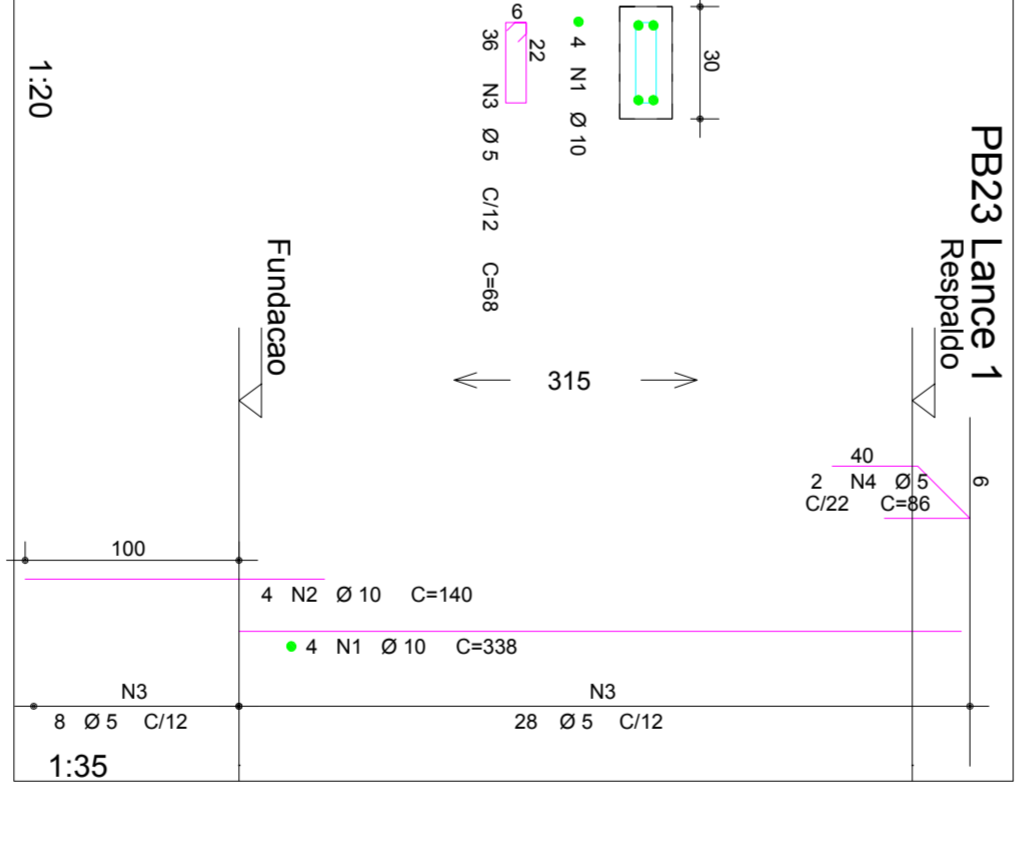 PB23 Lance 1
Respaldo
30
4 N1 Ø 10
6
22
36 N3 Ø 5 C/12 C=68
1:20
Fundacao
315
40
2 N4 Ø 5
C/22 C=86
6
100
4 N2 Ø 10 C=140
4 N1 Ø 10 C=338
N3
8 Ø 5 C/12
N3
28 Ø 5 C/12
1:35